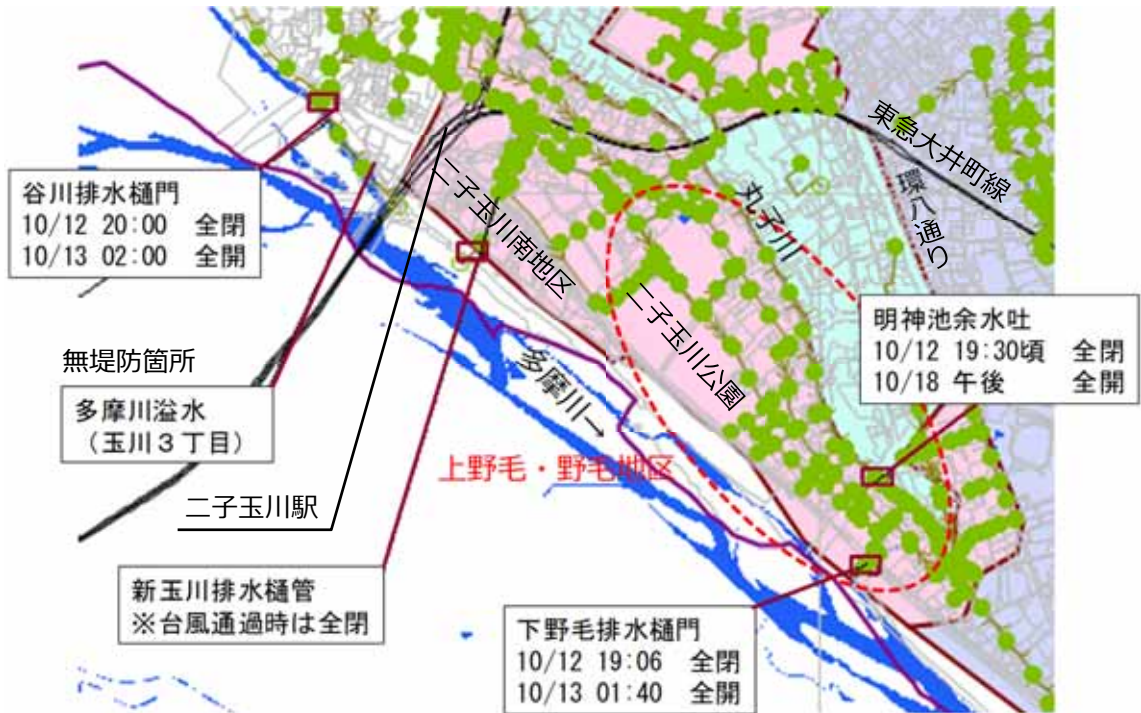 東急大井町線
環八通り
丸子川
谷川排水樋門
10/12 20:00 全閉
10/13 02:00 全開
二子玉川南地区
二子玉川公園
明神池余水吐
10/12 19:30頃 全閉
10/18 午後 全開
無堤防箇所
多摩川溢水
（玉川３丁目）
多摩川→
上野毛・野毛地区
二子玉川駅
新玉川排水樋管
※台風通過時は全閉
下野毛排水樋門
10/12 19:06 全閉
10/13 01:40 全開